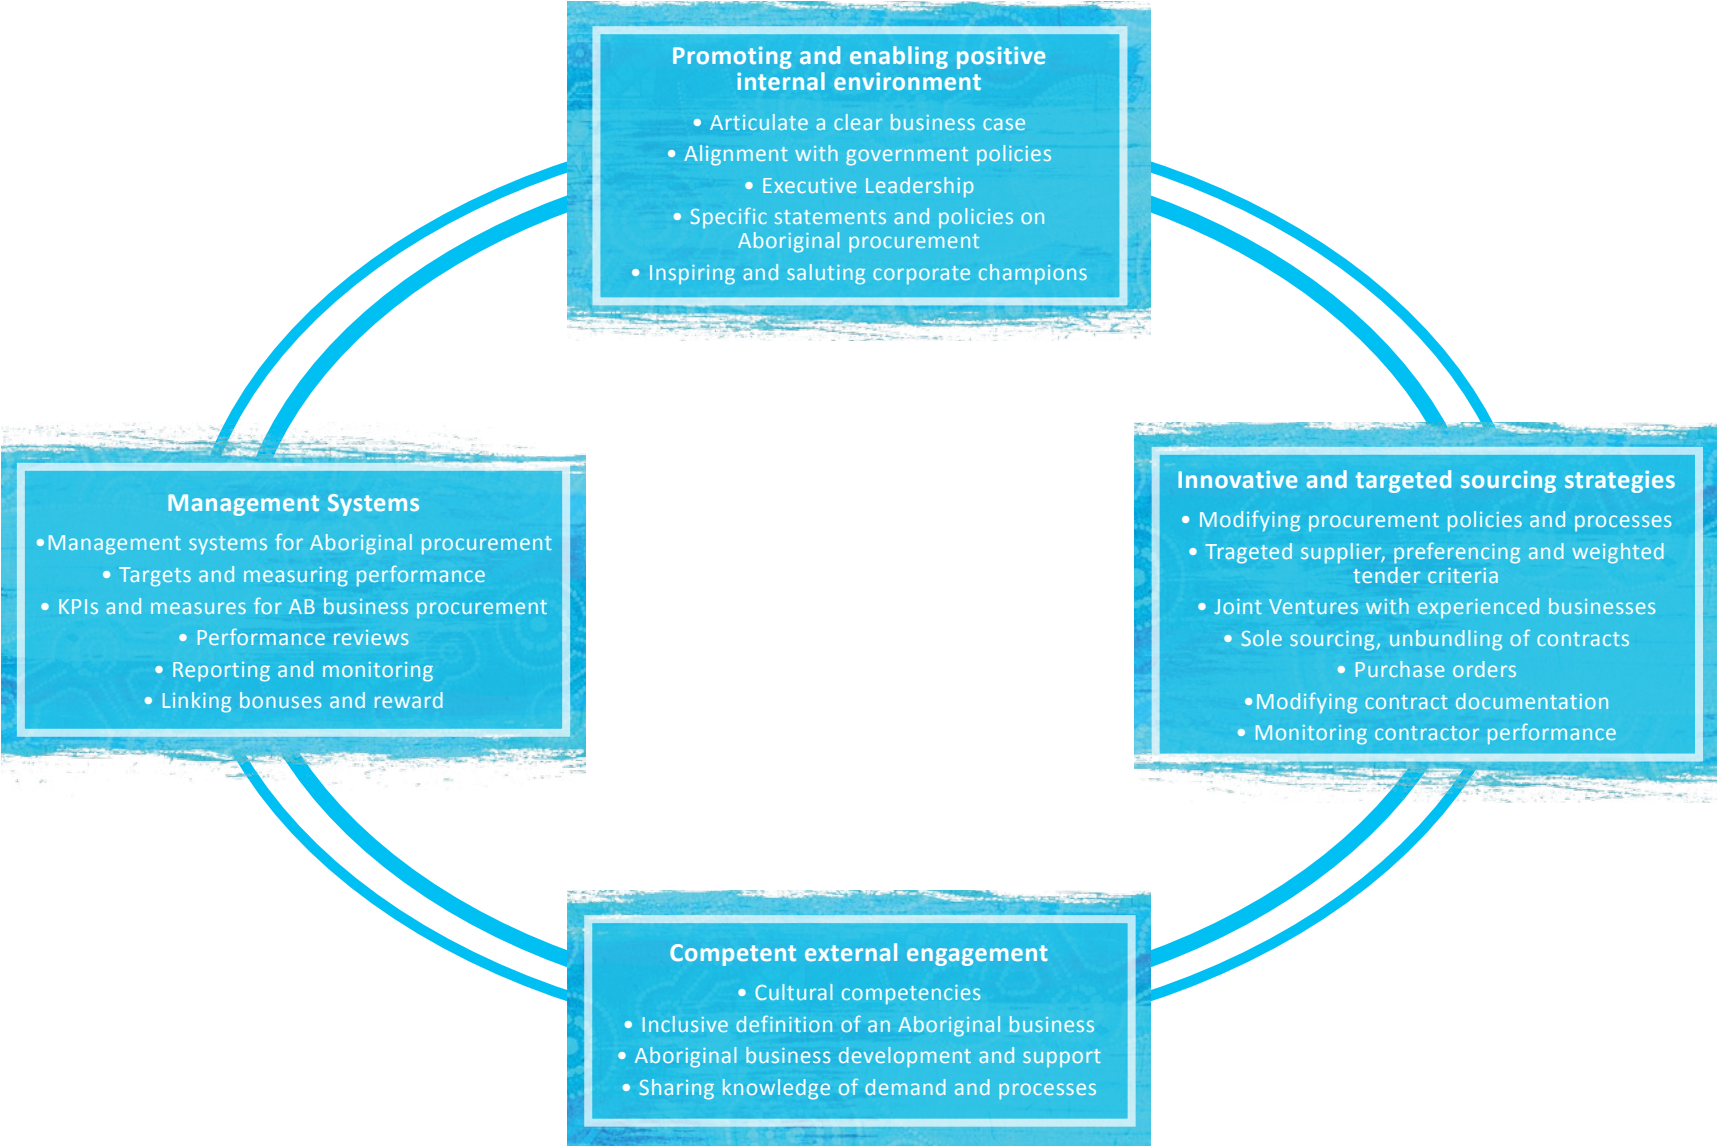 Promoting and enabling positive
internal environment
• Articulate a clear business case
• Alignment with government policies
• Executive Leadership
• Specific statements and policies on
Aboriginal procurement
• Inspiring and saluting corporate champions
Management Systems
•Management systems for Aboriginal procurement
• Targets and measuring performance
• KPIs and measures for AB business procurement
• Performance reviews
• Reporting and monitoring
• Linking bonuses and reward
Innovative and targeted sourcing strategies
• Modifying procurement policies and processes
• Trageted supplier, preferencing and weighted
tender criteria
• Joint Ventures with experienced businesses
• Sole sourcing, unbundling of contracts
• Purchase orders
•Modifying contract documentation
• Monitoring contractor performance
Competent external engagement
• Cultural competencies
• Inclusive definition of an Aboriginal business
• Aboriginal business development and support
• Sharing knowledge of demand and processes